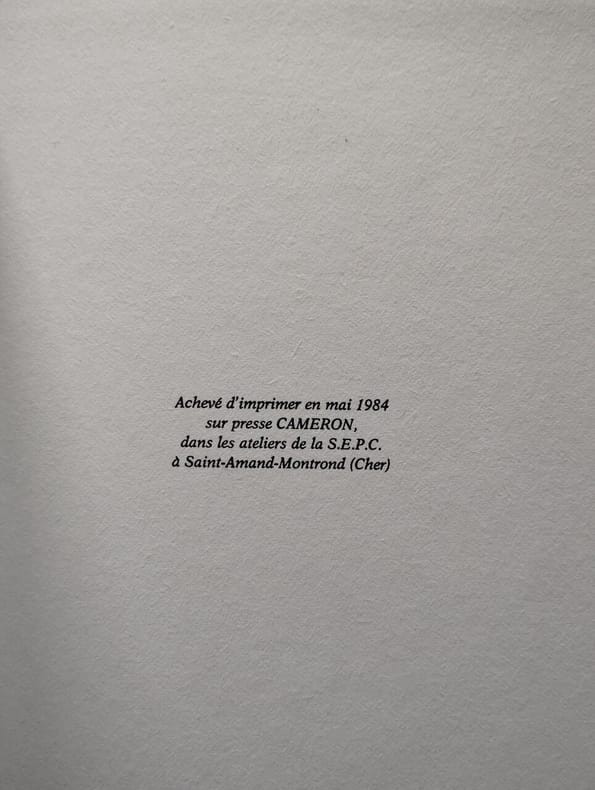 Achevé d'imprimer en mai 1984
sur presse CAMERON,
dans les ateliers de la S.E.P.C.
à Saint-Amand-Montrond (Cher)